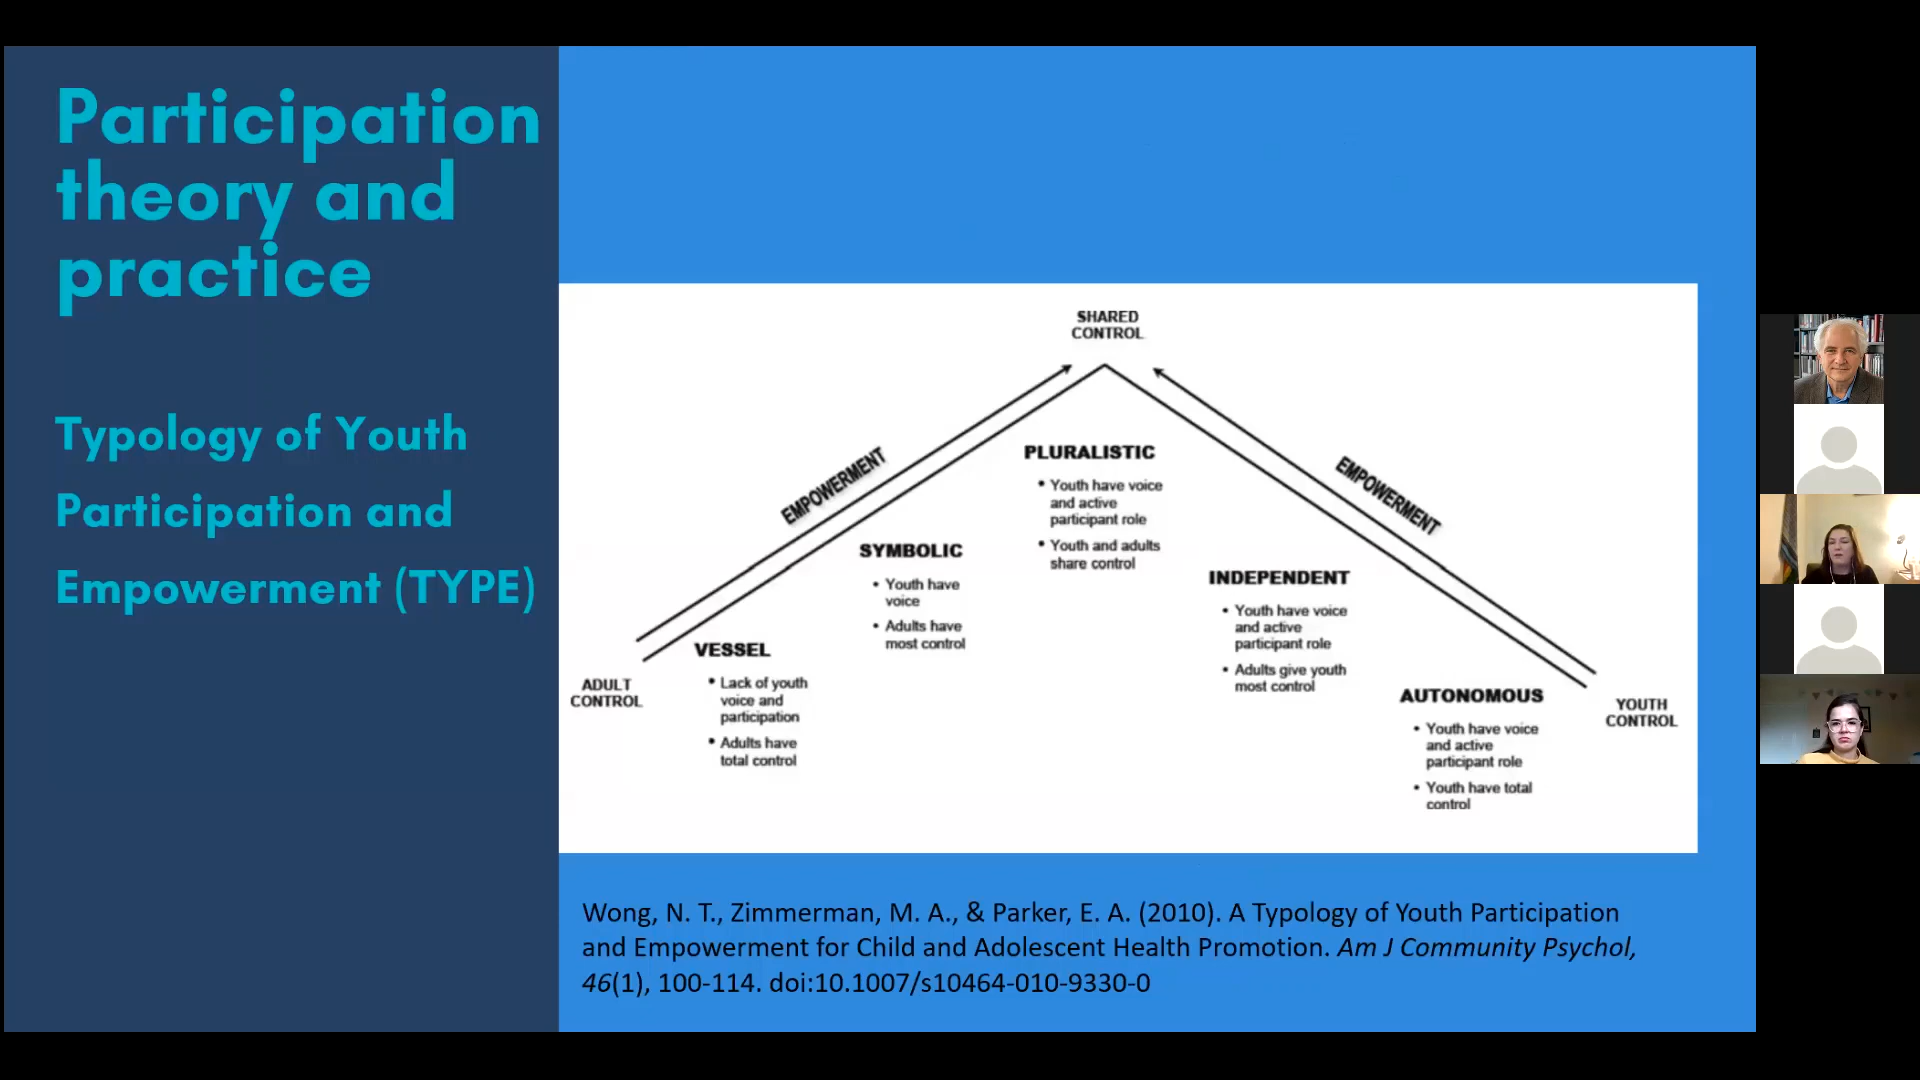 Participation
theory and
practice
Typology of Youth
Participation and
Empowerment (TYPE)
SHARED
CONTROL
EMPOWERMENT
EMPOWERMENT
PLURALISTIC
• Youth have voice
and active
participant role
• Youth and adults
share control
SYMBOLIC
• Youth have
voice
• Adults have
most control
INDEPENDENT
• Youth have voice
and active
participant role
• Adults give youth
most control
VESSEL
• Lack of youth
voice and
participation
• Adults have
total control
ADULT
CONTROL
AUTONOMOUS
• Youth have voice
and active
participant role
• Youth have total
control
YOUTH
CONTROL
Wong, N. T., Zimmerman, M. A., & Parker, E. A. (2010). A Typology of Youth Participation
and Empowerment for Child and Adolescent Health Promotion. Am J Community Psychol,
46(1), 100-114. doi:10.1007/s10464-010-9330-0